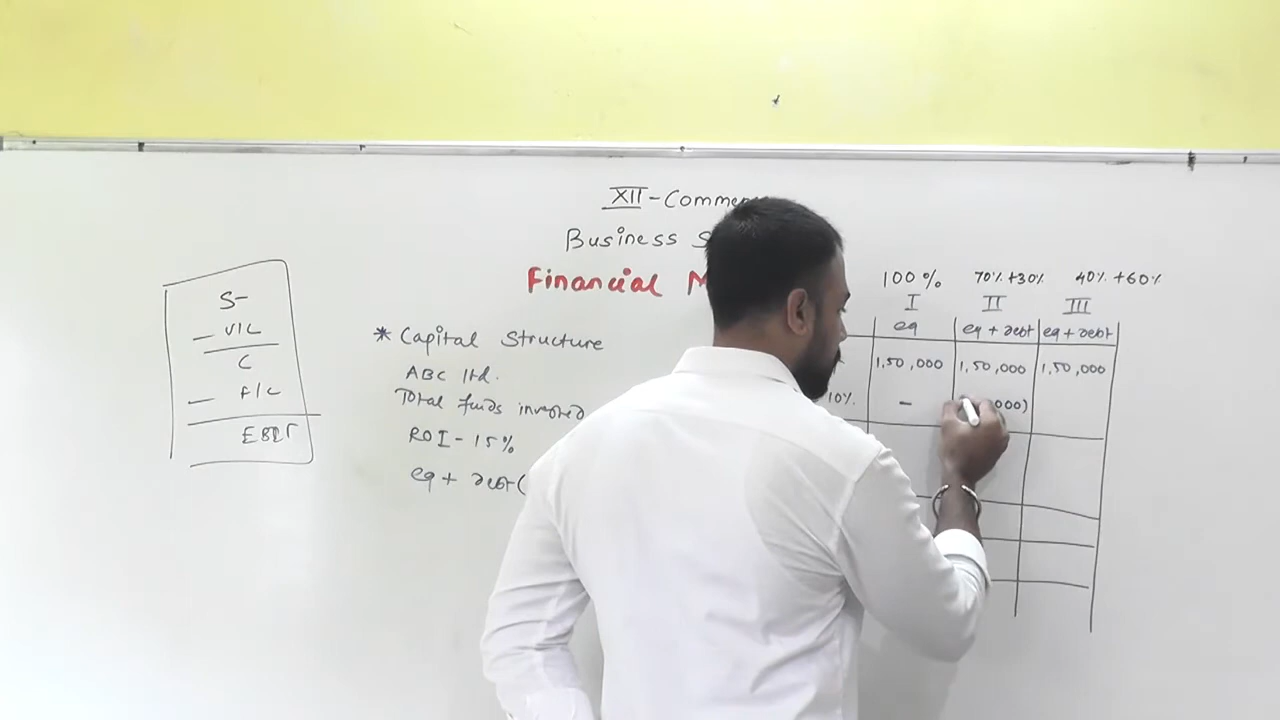 XII - Commerce
Business
Financial
* Capital Structure
ABC ltd.
Total funds invested
ROI - 15%
eq + debt (
S-
V/C
C
F/C
EBIT
100% 70% + 30% 40% + 60%
I II III
eq eq + debt eq + debt
1,50,000 1,50,000 1,50,000
10% - 000)